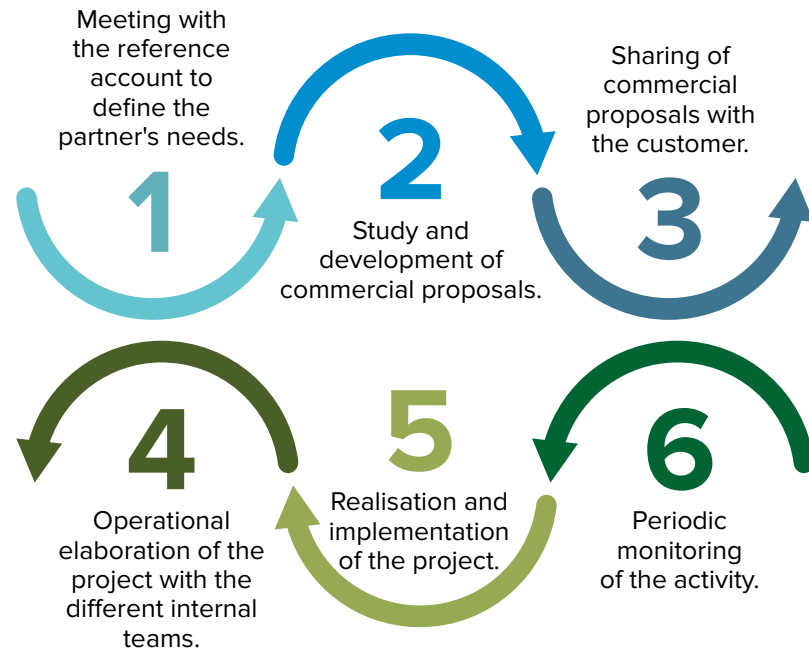 Meeting with
the reference
account to
define the
partner's needs.
1
2
Study and
development of
commercial proposals.
Sharing of
commercial
proposals with
the customer.
3
4
Operational
elaboration of the
project with the
different internal
teams.
5
Realisation and
implementation
of the project.
6
Periodic
monitoring
of the activity.